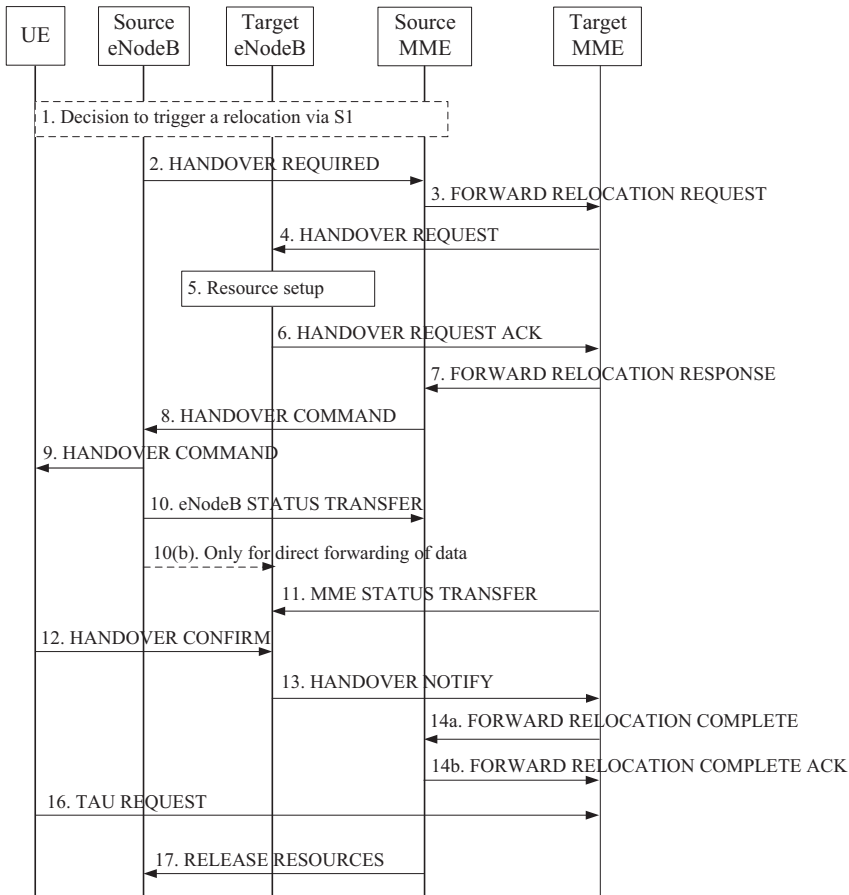 UE
Source
eNodeB
Target
eNodeB
Source
MME
Target
MME
1. Decision to trigger a relocation via S1
2. HANDOVER REQUIRED
3. FORWARD RELOCATION REQUEST
4. HANDOVER REQUEST
5. Resource setup
6. HANDOVER REQUEST ACK
7. FORWARD RELOCATION RESPONSE
8. HANDOVER COMMAND
9. HANDOVER COMMAND
10. eNodeB STATUS TRANSFER
10(b). Only for direct forwarding of data
11. MME STATUS TRANSFER
12. HANDOVER CONFIRM
13. HANDOVER NOTIFY
14a. FORWARD RELOCATION COMPLETE
14b. FORWARD RELOCATION COMPLETE ACK
16. TAU REQUEST
17. RELEASE RESOURCES